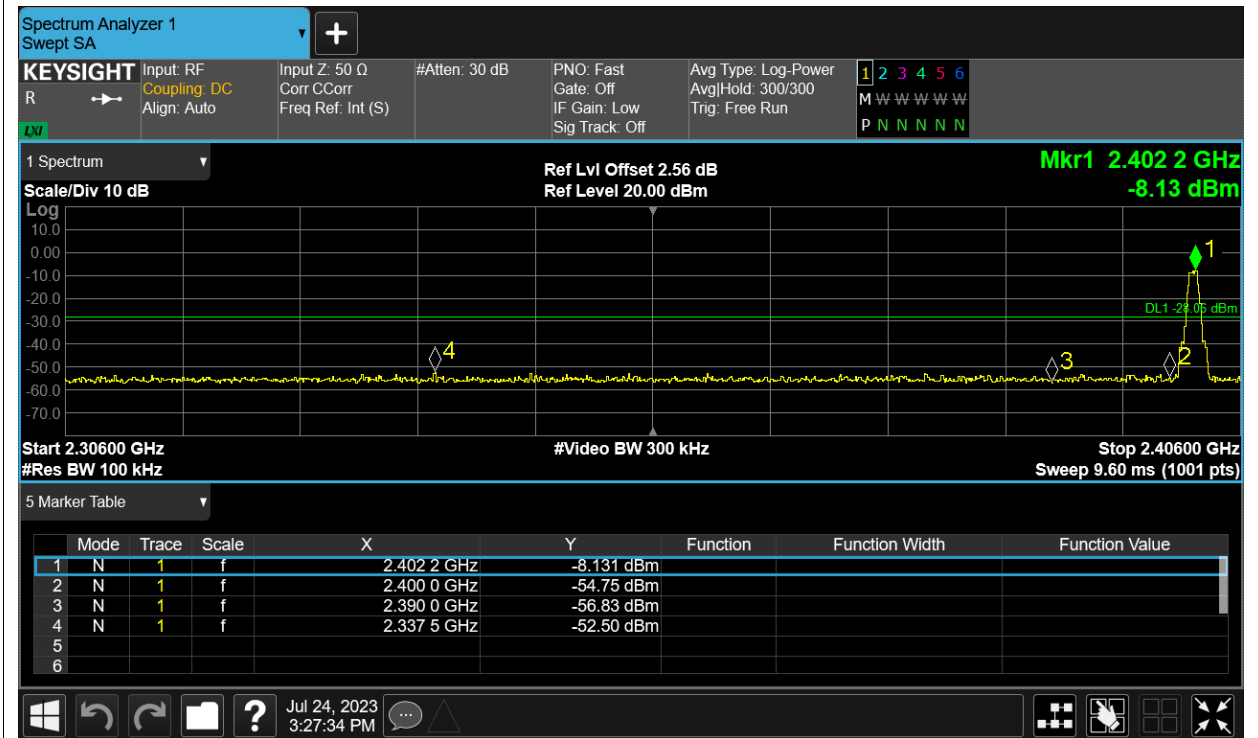 Spectrum Analyzer 1
Swept SA
+
KEYSIGHT
R
LXI
Input: RF
Coupling: DC
Align: Auto
Input Z: 50 Ω
Corr CCorr
Freq Ref: Int (S)
#Atten: 30 dB
PNO: Fast
Gate: Off
IF Gain: Low
Sig Track: Off
Avg Type: Log-Power
Avg|Hold: 300/300
Trig: Free Run
1 2 3 4 5 6
M W W W W W
P N N N N N
1 Spectrum
Scale/Div 10 dB
Ref Lvl Offset 2.56 dB
Ref Level 20.00 dBm
Mkr1 2.402 2 GHz
-8.13 dBm
Log
10.0
0.00
-10.0
-20.0
-30.0
-40.0
-50.0
-60.0
-70.0
1
DL1 -28.06 dBm
4
3
2
Start 2.30600 GHz
#Res BW 100 kHz
#Video BW 300 kHz
Stop 2.40600 GHz
Sweep 9.60 ms (1001 pts)
5 Marker Table
Mode Trace Scale X Y Function Function Width Function Value
1 N 1 f 2.402 2 GHz -8.131 dBm
2 N 1 f 2.400 0 GHz -54.75 dBm
3 N 1 f 2.390 0 GHz -56.83 dBm
4 N 1 f 2.337 5 GHz -52.50 dBm
5
6
?
Jul 24, 2023
3:27:34 PM